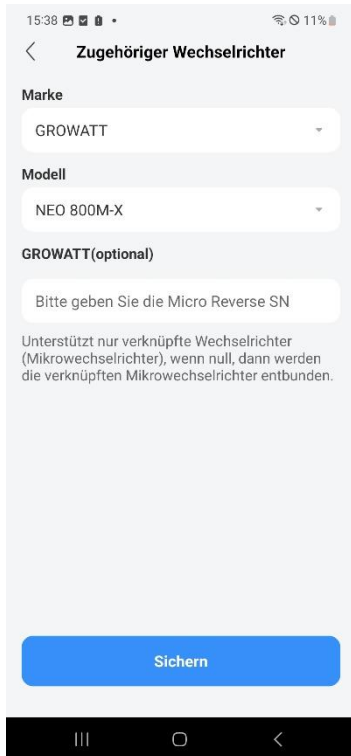 15:38
11%
Zugehöriger Wechselrichter
Marke
GROWATT
Modell
NEO 800M-X
GROWATT(optional)
Bitte geben Sie die Micro Reverse SN
Unterstützt nur verknüpfte Wechselrichter
(Mikrowechselrichter), wenn null, dann werden
die verknüpften Mikrowechselrichter entbunden.
Sichern